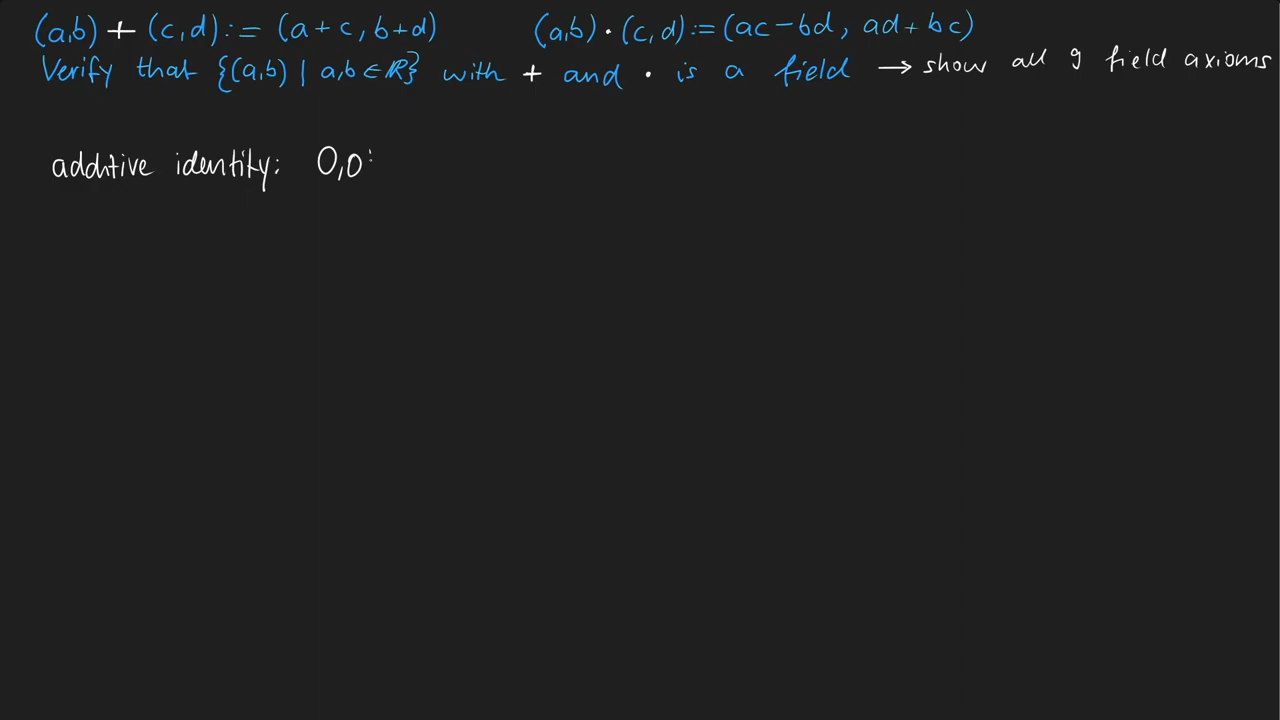 (a,b) + (c,d) := (a+c, b+d) (a,b) · (c,d) := (ac-bd, ad+bc)
Verify that {(a,b) | a,b ∈ ℝ} with + and · is a field → show all 9 field axioms
additive identity: 0,0: